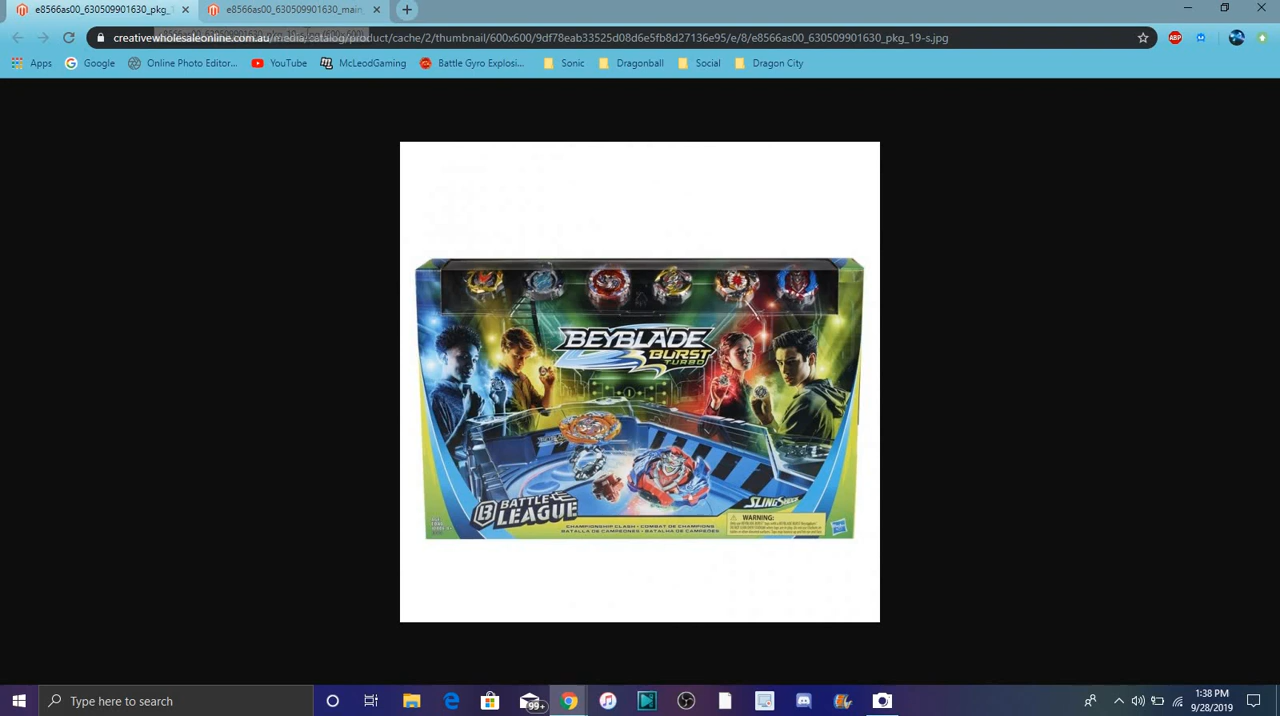 e8566as00_630509901630_pkg_
e8566as00_630509901630_main
creativewholesaleonline.com.au/media/catalog/product/cache/2/thumbnail/600x600/9df78eab33525d08d6e5fb8d27136e95/e/8/e8566as00_630509901630_pkg_19-s.jpg
ABP
Apps
Google
Online Photo Editor...
YouTube
McLeodGaming
Battle Gyro Explosi...
Sonic
Dragonball
Social
Dragon City
BEYBLADE
BURST
TURBO
B BATTLE
LEAGUE
SLINGSHOCK
CHAMPIONSHIP CLASH • COMBAT DE CHAMPIONS
BATALLA DE CAMPEONES • BATALHA DE CAMPEÕES
WARNING:
Type here to search
99+
1:38 PM
9/28/2019